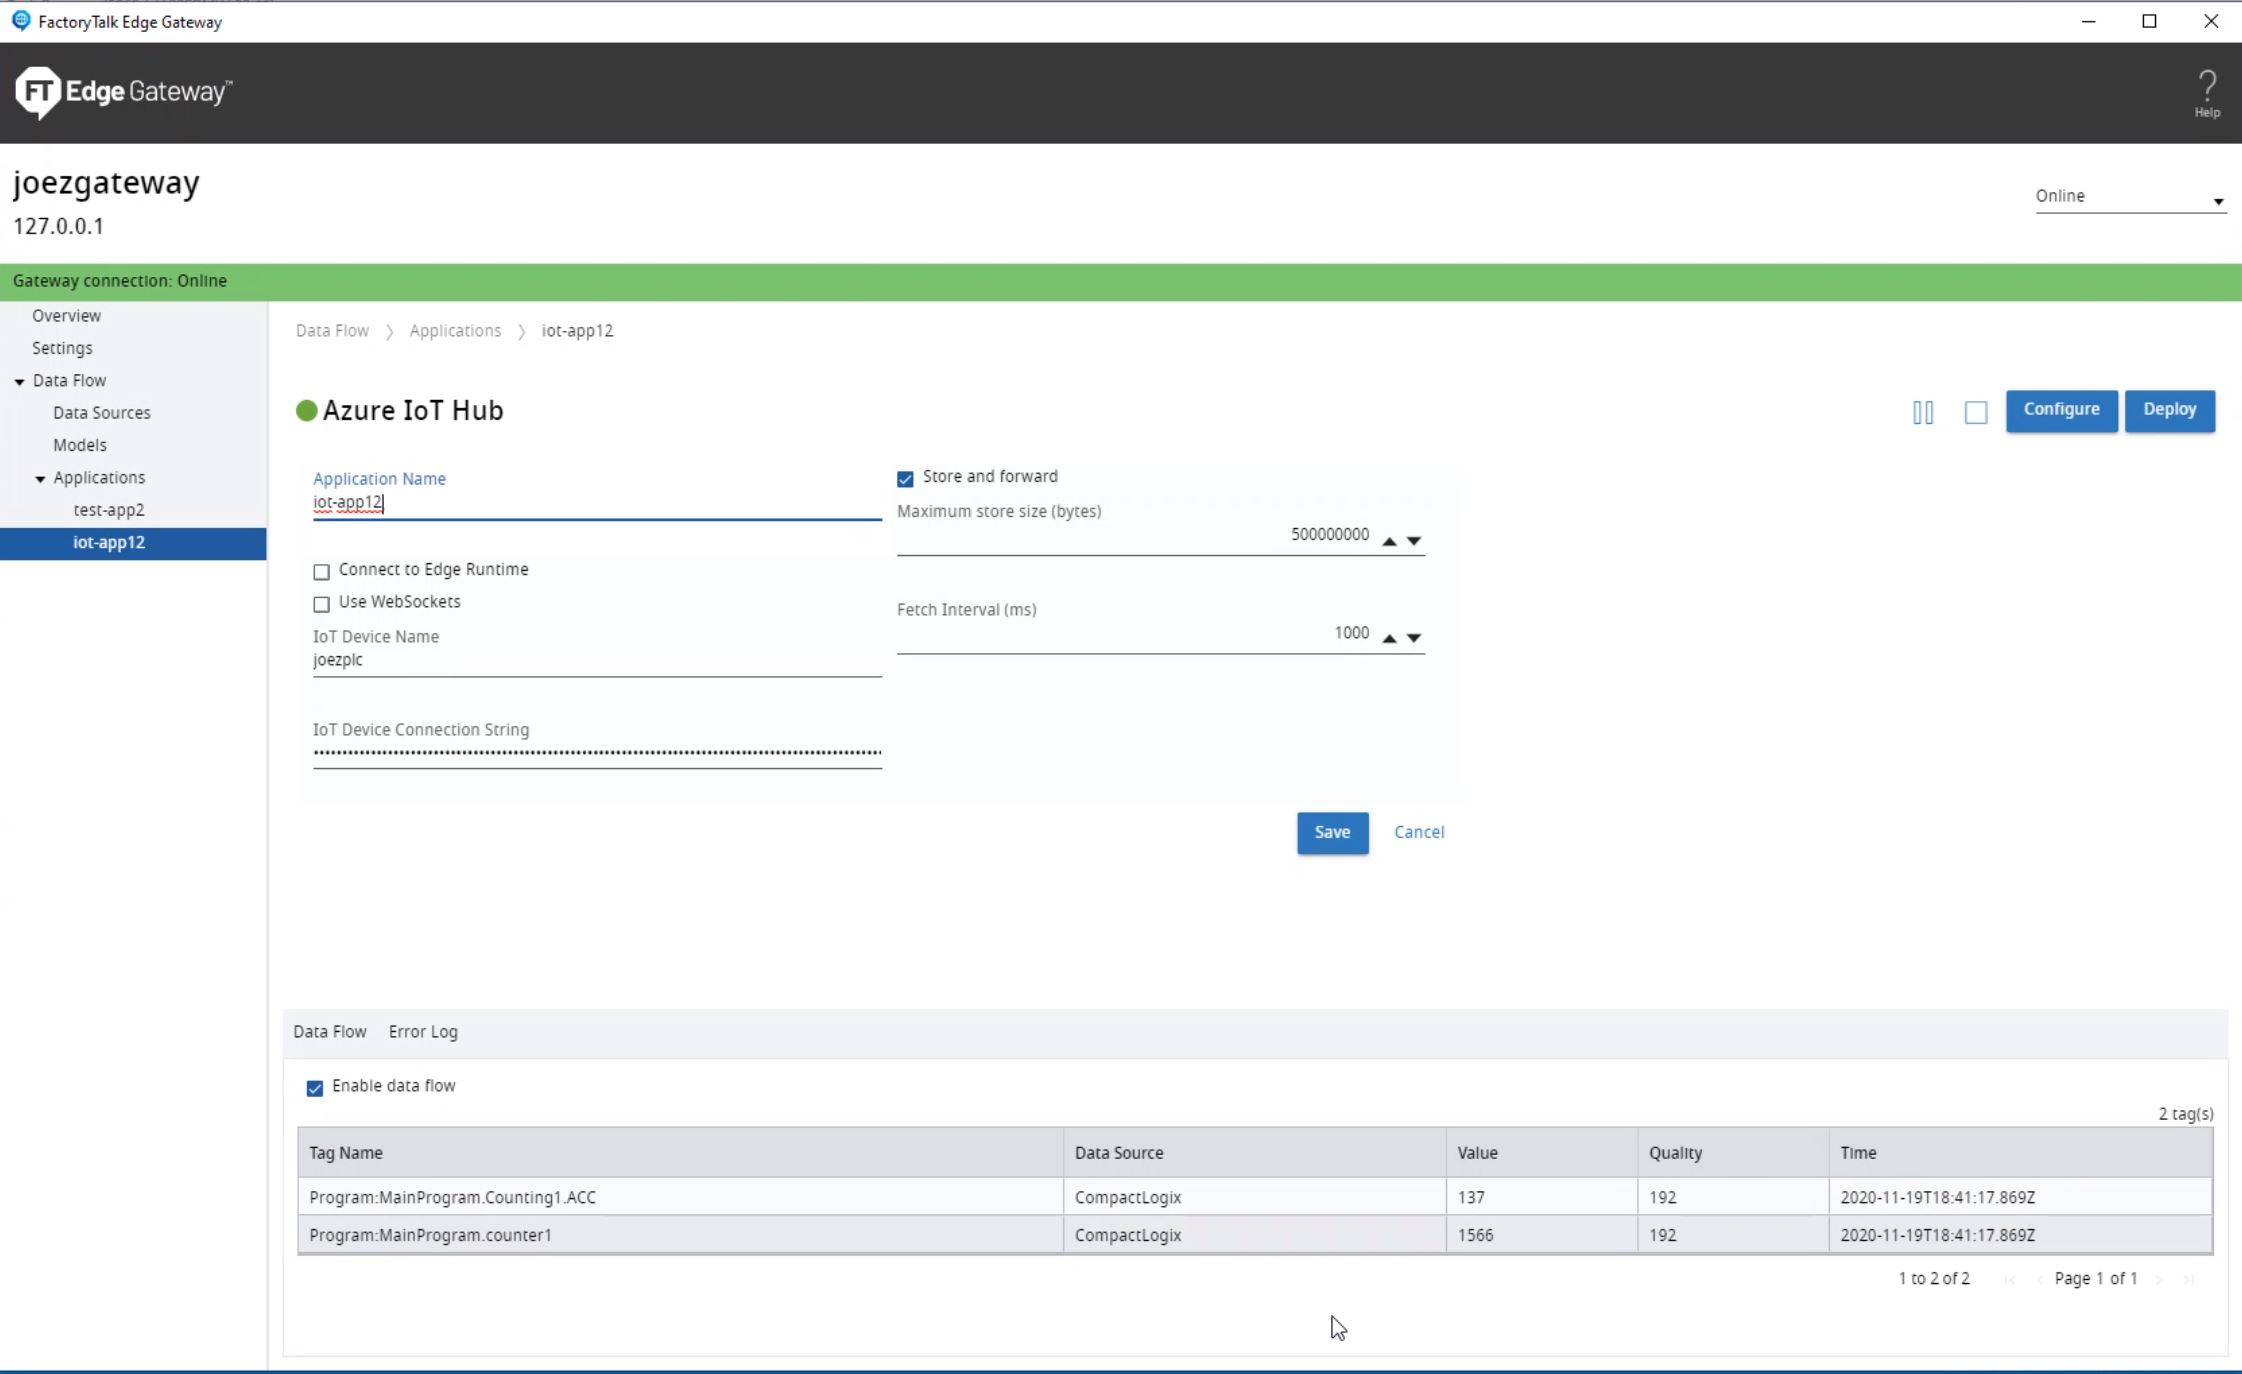 FactoryTalk Edge Gateway
FT Edge Gateway™
Help
joezgateway
127.0.0.1
Online
Gateway connection: Online
Overview
Settings
Data Flow
Data Sources
Models
Applications
test-app2
iot-app12
Data Flow > Applications > iot-app12
Azure IoT Hub
Configure Deploy
Application Name
iot-app12
Connect to Edge Runtime
Use WebSockets
IoT Device Name
joezplc
IoT Device Connection String
Store and forward
Maximum store size (bytes)
500000000
Fetch Interval (ms)
1000
Save Cancel
Data Flow Error Log
Enable data flow
2 tag(s)
Tag Name Data Source Value Quality Time
Program:MainProgram.Counting1.ACC CompactLogix 137 192 2020-11-19T18:41:17.869Z
Program:MainProgram.counter1 CompactLogix 1566 192 2020-11-19T18:41:17.869Z
1 to 2 of 2 Page 1 of 1